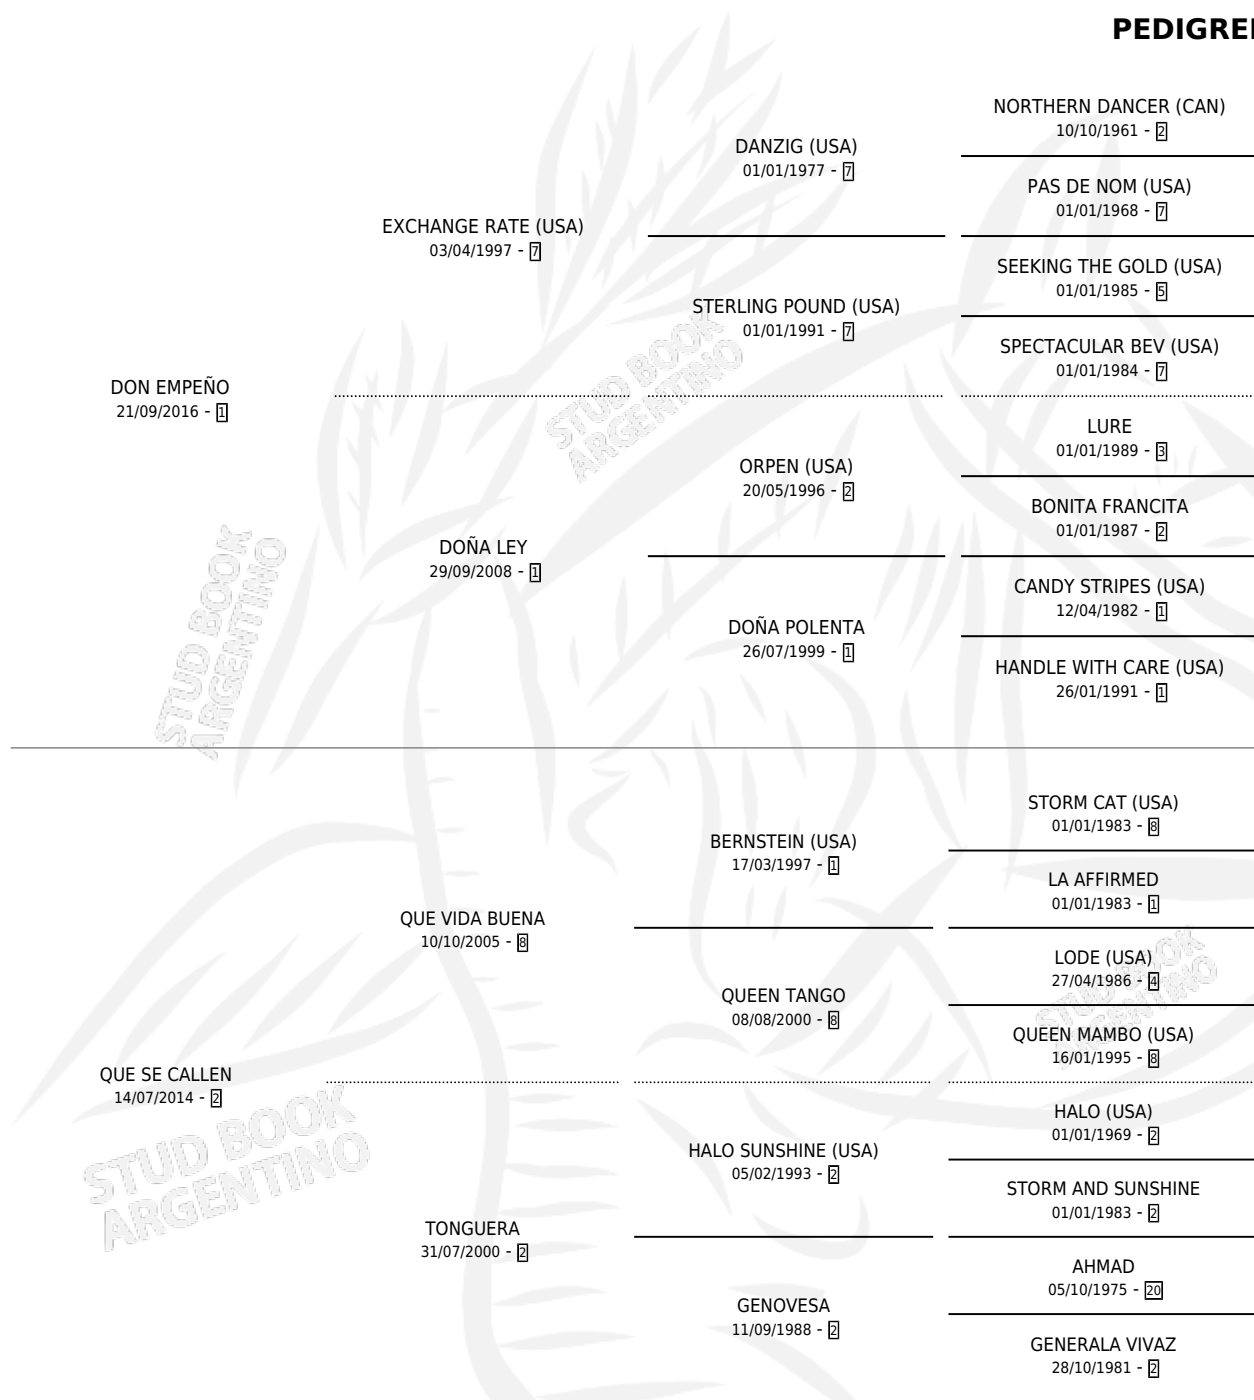 PEDIGREE
NORTHERN DANCER (CAN)
10/10/1961 - 2
DANZIG (USA)
01/01/1977 - 7
PAS DE NOM (USA)
01/01/1968 - 7
EXCHANGE RATE (USA)
03/04/1997 - 7
SEEKING THE GOLD (USA)
01/01/1985 - 5
STERLING POUND (USA)
01/01/1991 - 7
SPECTACULAR BEV (USA)
01/01/1984 - 7
DON EMPEÑO
21/09/2016 - 1
LURE
01/01/1989 - 3
ORPEN (USA)
20/05/1996 - 2
BONITA FRANCITA
01/01/1987 - 2
DOÑA LEY
29/09/2008 - 1
CANDY STRIPES (USA)
12/04/1982 - 1
DOÑA POLENTA
26/07/1999 - 1
HANDLE WITH CARE (USA)
26/01/1991 - 1
STORM CAT (USA)
01/01/1983 - 8
BERNSTEIN (USA)
17/03/1997 - 1
LA AFFIRMED
01/01/1983 - 1
QUE VIDA BUENA
10/10/2005 - 8
LODE (USA)
27/04/1986 - 4
QUEEN TANGO
08/08/2000 - 8
QUEEN MAMBO (USA)
16/01/1995 - 8
QUE SE CALLEN
14/07/2014 - 2
HALO (USA)
01/01/1969 - 2
HALO SUNSHINE (USA)
05/02/1993 - 2
STORM AND SUNSHINE
01/01/1983 - 2
TONGUERA
31/07/2000 - 2
AHMAD
05/10/1975 - 20
GENOVESA
11/09/1988 - 2
GENERALA VIVAZ
28/10/1981 - 2
STUD BOOK
ARGENTINO
STUD BOOK
ARGENTINO
STUD BOOK
ARGENTINO
STUD BOOK
ARGENTINO